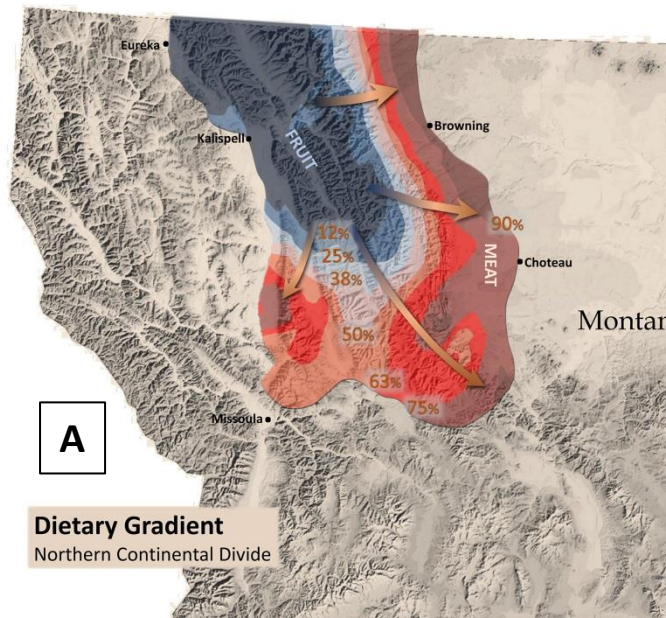 Eureka
Browning
Kalispell
FRUIT
12%
90%
25%
MEAT
Choteau
38%
Montar
50%
63%
75%
Missoula
A
Dietary Gradient
Northern Continental Divide